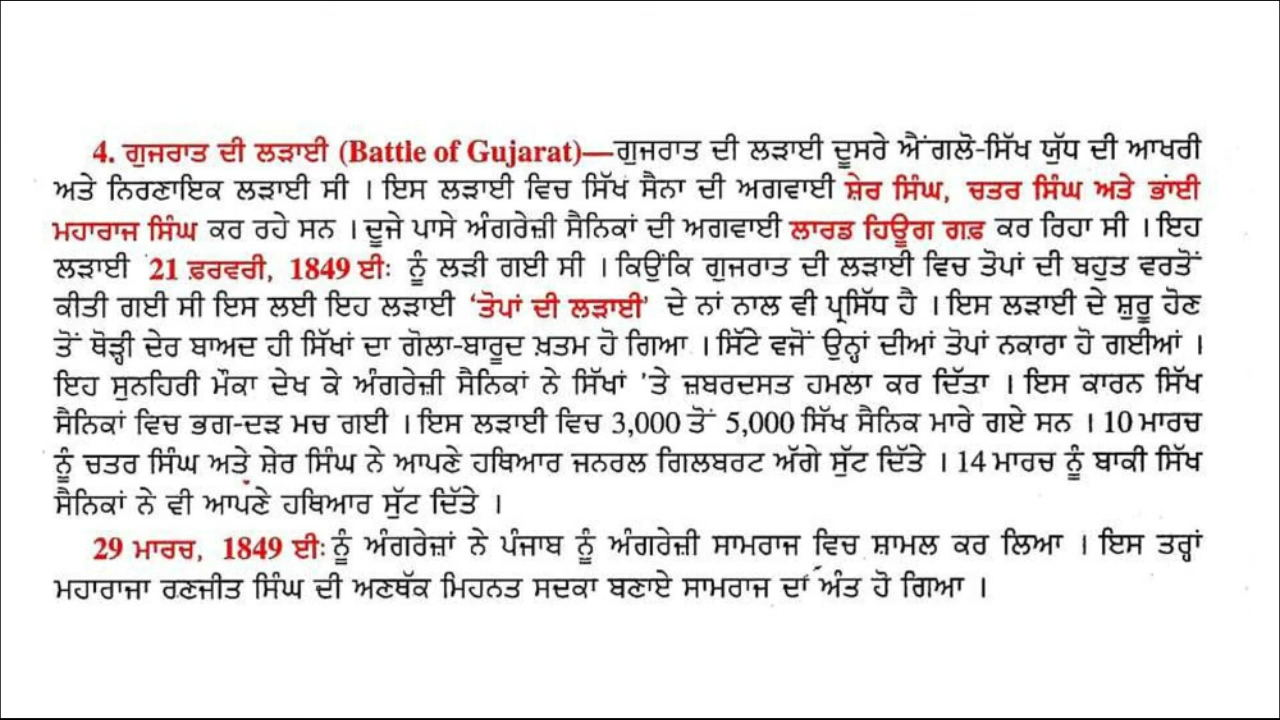 4. ਗੁਜਰਾਤ ਦੀ ਲੜਾਈ (Battle of Gujarat)—ਗੁਜਰਾਤ ਦੀ ਲੜਾਈ ਦੂਸਰੇ ਐਂਗਲੋ-ਸਿੱਖ ਯੁੱਧ ਦੀ ਆਖਰੀ
ਅਤੇ ਨਿਰਣਾਇਕ ਲੜਾਈ ਸੀ । ਇਸ ਲੜਾਈ ਵਿਚ ਸਿੱਖ ਸੈਨਾ ਦੀ ਅਗਵਾਈ ਸ਼ੇਰ ਸਿੰਘ, ਚਤਰ ਸਿੰਘ ਅਤੇ ਭਾਈ
ਮਹਾਰਾਜ ਸਿੰਘ ਕਰ ਰਹੇ ਸਨ । ਦੂਜੇ ਪਾਸੇ ਅੰਗਰੇਜ਼ੀ ਸੈਨਿਕਾਂ ਦੀ ਅਗਵਾਈ ਲਾਰਡ ਹਿਊਗ ਗਫ਼ ਕਰ ਰਿਹਾ ਸੀ । ਇਹ
ਲੜਾਈ 21 ਫ਼ਰਵਰੀ, 1849 ਈ: ਨੂੰ ਲੜੀ ਗਈ ਸੀ । ਕਿਉਂਕਿ ਗੁਜਰਾਤ ਦੀ ਲੜਾਈ ਵਿਚ ਤੋਪਾਂ ਦੀ ਬਹੁਤ ਵਰਤੋਂ
ਕੀਤੀ ਗਈ ਸੀ ਇਸ ਲਈ ਇਹ ਲੜਾਈ 'ਤੋਪਾਂ ਦੀ ਲੜਾਈ' ਦੇ ਨਾਂ ਨਾਲ ਵੀ ਪ੍ਰਸਿੱਧ ਹੈ । ਇਸ ਲੜਾਈ ਦੇ ਸ਼ੁਰੂ ਹੋਣ
ਤੋਂ ਥੋੜ੍ਹੀ ਦੇਰ ਬਾਅਦ ਹੀ ਸਿੱਖਾਂ ਦਾ ਗੋਲਾ-ਬਾਰੂਦ ਖ਼ਤਮ ਹੋ ਗਿਆ । ਸਿੱਟੇ ਵਜੋਂ ਉਨ੍ਹਾਂ ਦੀਆਂ ਤੋਪਾਂ ਨਕਾਰਾ ਹੋ ਗਈਆਂ ।
ਇਹ ਸੁਨਹਿਰੀ ਮੌਕਾ ਦੇਖ ਕੇ ਅੰਗਰੇਜ਼ੀ ਸੈਨਿਕਾਂ ਨੇ ਸਿੱਖਾਂ 'ਤੇ ਜ਼ਬਰਦਸਤ ਹਮਲਾ ਕਰ ਦਿੱਤਾ । ਇਸ ਕਾਰਨ ਸਿੱਖ
ਸੈਨਿਕਾਂ ਵਿਚ ਭਗ-ਦੜ ਮਚ ਗਈ । ਇਸ ਲੜਾਈ ਵਿਚ 3,000 ਤੋਂ 5,000 ਸਿੱਖ ਸੈਨਿਕ ਮਾਰੇ ਗਏ ਸਨ । 10 ਮਾਰਚ
ਨੂੰ ਚਤਰ ਸਿੰਘ ਅਤੇ ਸ਼ੇਰ ਸਿੰਘ ਨੇ ਆਪਣੇ ਹਥਿਆਰ ਜਨਰਲ ਗਿਲਬਰਟ ਅੱਗੇ ਸੁੱਟ ਦਿੱਤੇ । 14 ਮਾਰਚ ਨੂੰ ਬਾਕੀ ਸਿੱਖ
ਸੈਨਿਕਾਂ ਨੇ ਵੀ ਆਪਣੇ ਹਥਿਆਰ ਸੁੱਟ ਦਿੱਤੇ ।
29 ਮਾਰਚ, 1849 ਈ: ਨੂੰ ਅੰਗਰੇਜ਼ਾਂ ਨੇ ਪੰਜਾਬ ਨੂੰ ਅੰਗਰੇਜ਼ੀ ਸਾਮਰਾਜ ਵਿਚ ਸ਼ਾਮਲ ਕਰ ਲਿਆ । ਇਸ ਤਰ੍ਹਾਂ
ਮਹਾਰਾਜਾ ਰਣਜੀਤ ਸਿੰਘ ਦੀ ਅਣਥੱਕ ਮਿਹਨਤ ਸਦਕਾ ਬਣਾਏ ਸਾਮਰਾਜ ਦਾ ਅੰਤ ਹੋ ਗਿਆ ।